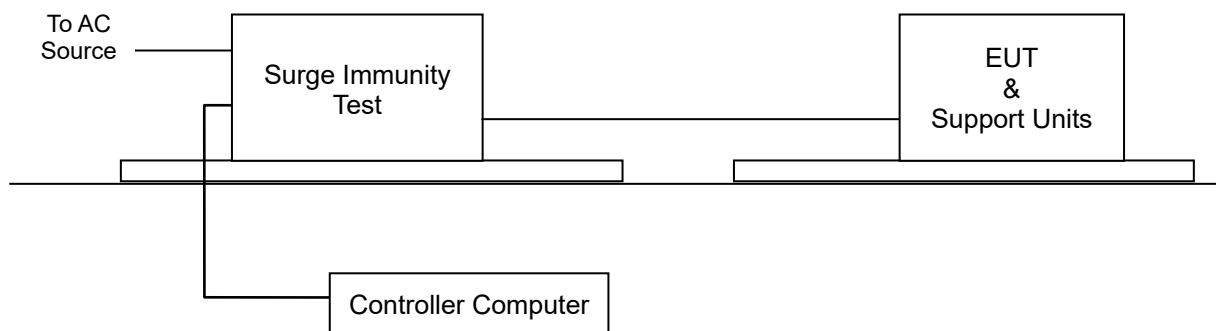 To AC
Source
Surge Immunity
Test
EUT
&
Support Units
Controller Computer